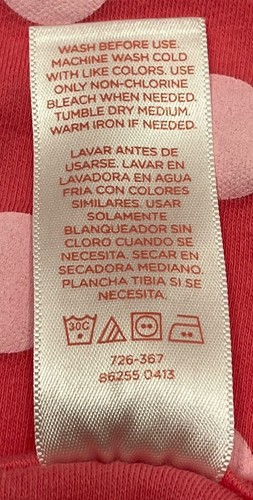 WASH BEFORE USE.
MACHINE WASH COLD
WITH LIKE COLORS. USE
ONLY NON-CHLORINE
BLEACH WHEN NEEDED.
TUMBLE DRY MEDIUM.
WARM IRON IF NEEDED.
LAVAR ANTES DE
USARSE. LAVAR EN
LAVADORA EN AGUA
FRIA CON COLORES
SIMILARES. USAR
SOLAMENTE
BLANQUEADOR SIN
CLORO CUANDO SE
NECESITA. SECAR EN
SECADORA MEDIANO.
PLANCHA TIBIA SI SE
NECESITA.
30C
726-367
86255 0413